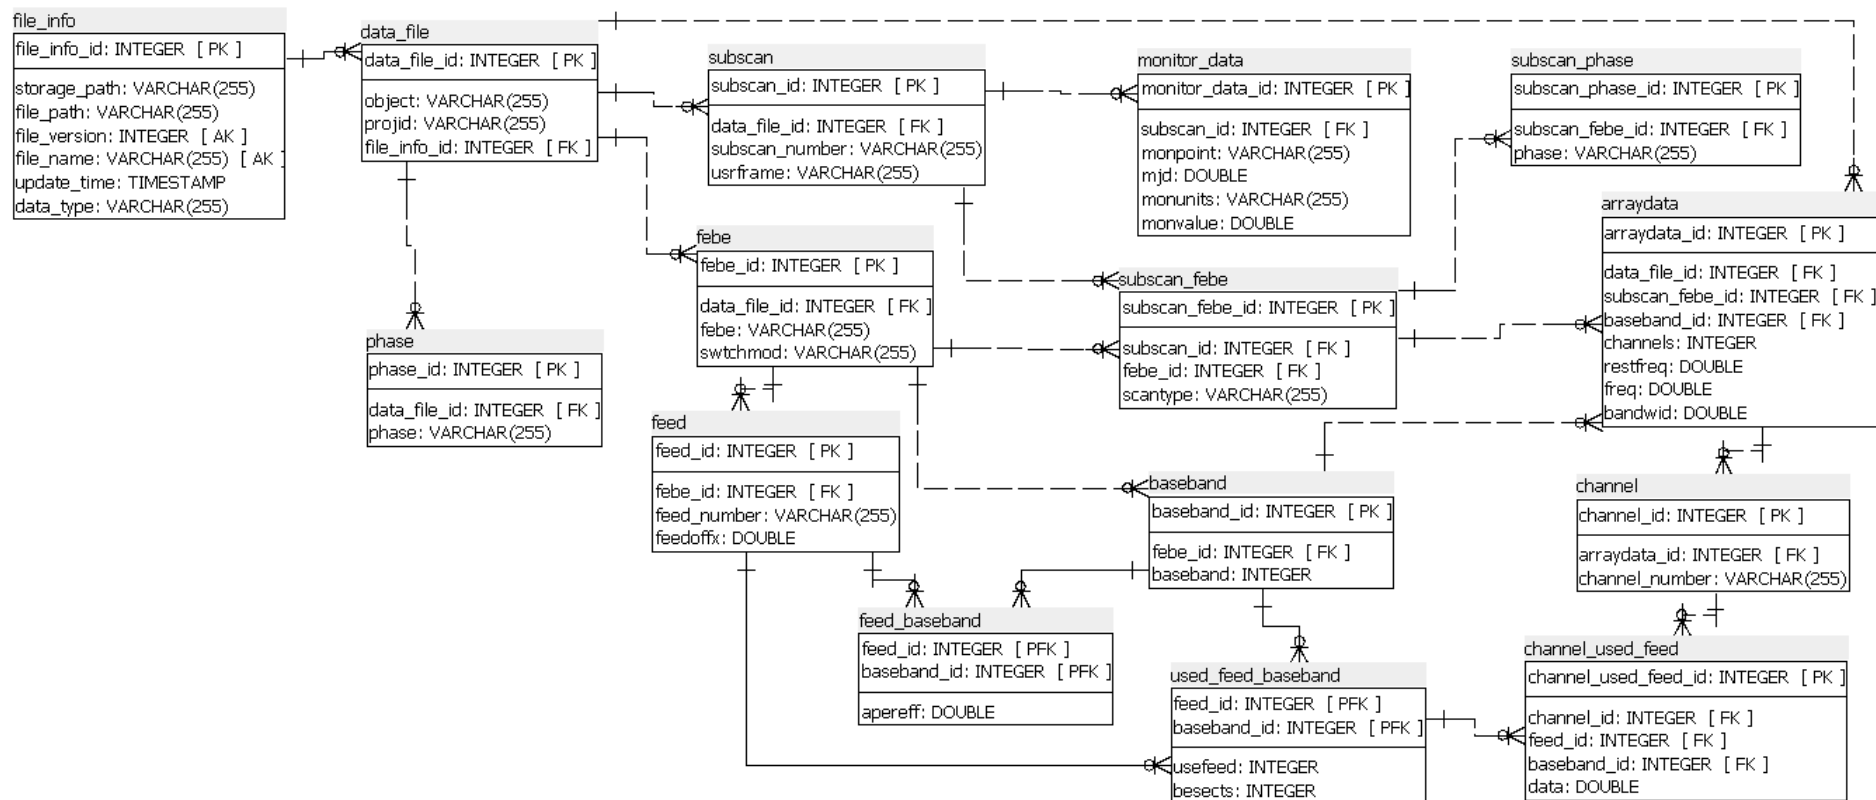 file_info
file_info_id: INTEGER [ PK ]
storage_path: VARCHAR(255)
file_path: VARCHAR(255)
file_version: INTEGER [ AK ]
file_name: VARCHAR(255) [ AK ]
update_time: TIMESTAMP
data_type: VARCHAR(255)
data_file
data_file_id: INTEGER [ PK ]
object: VARCHAR(255)
projid: VARCHAR(255)
file_info_id: INTEGER [ FK ]
subscan
subscan_id: INTEGER [ PK ]
data_file_id: INTEGER [ FK ]
subscan_number: VARCHAR(255)
usrframe: VARCHAR(255)
monitor_data
monitor_data_id: INTEGER [ PK ]
subscan_id: INTEGER [ FK ]
monpoint: VARCHAR(255)
mjd: DOUBLE
monunits: VARCHAR(255)
monvalue: DOUBLE
subscan_phase
subscan_phase_id: INTEGER [ PK ]
subscan_febe_id: INTEGER [ FK ]
phase: VARCHAR(255)
arraydata
arraydata_id: INTEGER [ PK ]
data_file_id: INTEGER [ FK ]
subscan_febe_id: INTEGER [ FK ]
baseband_id: INTEGER [ FK ]
channels: INTEGER
restfreq: DOUBLE
freq: DOUBLE
bandwid: DOUBLE
febe
febe_id: INTEGER [ PK ]
data_file_id: INTEGER [ FK ]
febe: VARCHAR(255)
swtchmod: VARCHAR(255)
subscan_febe
subscan_febe_id: INTEGER [ PK ]
subscan_id: INTEGER [ FK ]
febe_id: INTEGER [ FK ]
scantype: VARCHAR(255)
phase
phase_id: INTEGER [ PK ]
data_file_id: INTEGER [ FK ]
phase: VARCHAR(255)
feed
feed_id: INTEGER [ PK ]
febe_id: INTEGER [ FK ]
feed_number: VARCHAR(255)
feedoffx: DOUBLE
baseband
baseband_id: INTEGER [ PK ]
febe_id: INTEGER [ FK ]
baseband: INTEGER
channel
channel_id: INTEGER [ PK ]
arraydata_id: INTEGER [ FK ]
channel_number: VARCHAR(255)
feed_baseband
feed_id: INTEGER [ PFK ]
baseband_id: INTEGER [ PFK ]
apereff: DOUBLE
used_feed_baseband
feed_id: INTEGER [ PFK ]
baseband_id: INTEGER [ PFK ]
usefeed: INTEGER
besects: INTEGER
channel_used_feed
channel_used_feed_id: INTEGER [ PK ]
channel_id: INTEGER [ FK ]
feed_id: INTEGER [ FK ]
baseband_id: INTEGER [ FK ]
data: DOUBLE